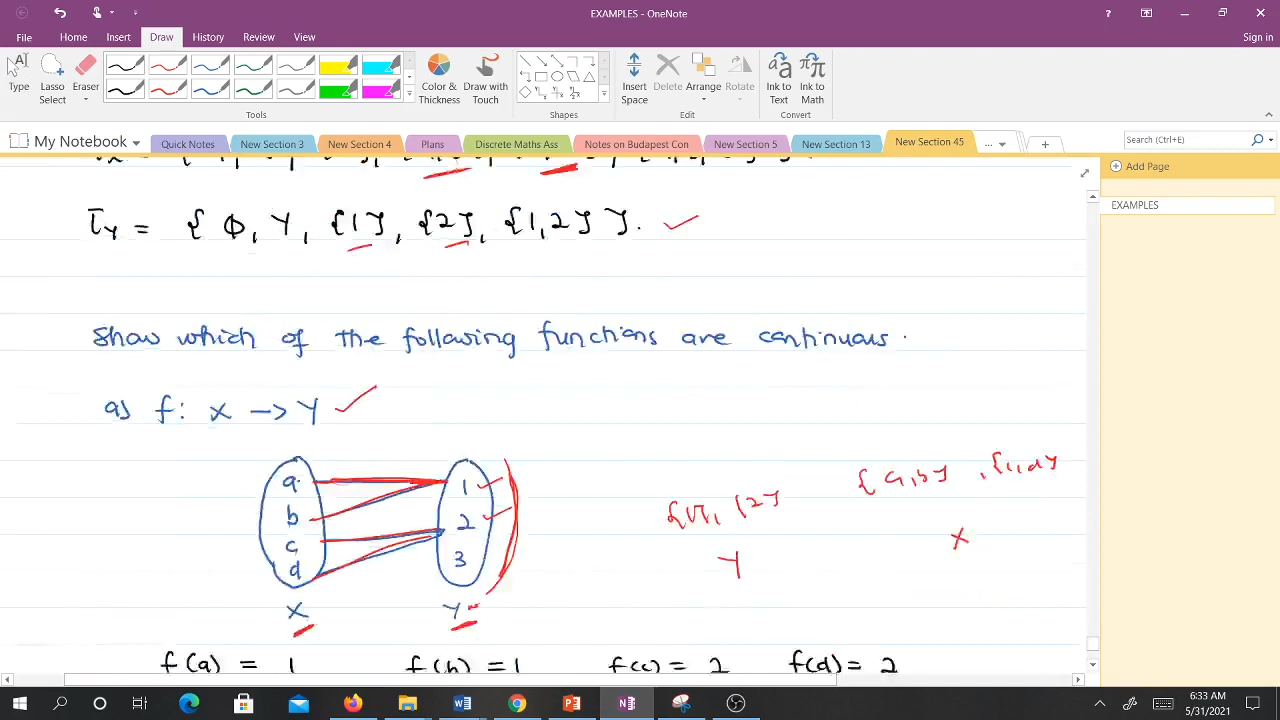 EXAMPLES - OneNote
File Home Insert Draw History Review View Sign in
Type Lasso Select Eraser Color & Thickness Draw with Touch Insert Space Delete Arrange Rotate Ink to Text Ink to Math
Tools Shapes Edit Convert
My Notebook Quick Notes New Section 3 New Section 4 Plans Discrete Maths Ass Notes on Budapest Con New Section 5 New Section 13 New Section 45 ... Search (Ctrl+E)
Add Page
EXAMPLES
τY = { Φ, Y, {1}, {2}, {1,2} }.
Show which of the following functions are continuous.
as f: X → Y
a 1
b 2
c 3
d
{a,b}
Y X
X Y
f(a) = 1 f(b) = 1 f(c) = 2 f(d) = 2
6:33 AM
5/31/2021